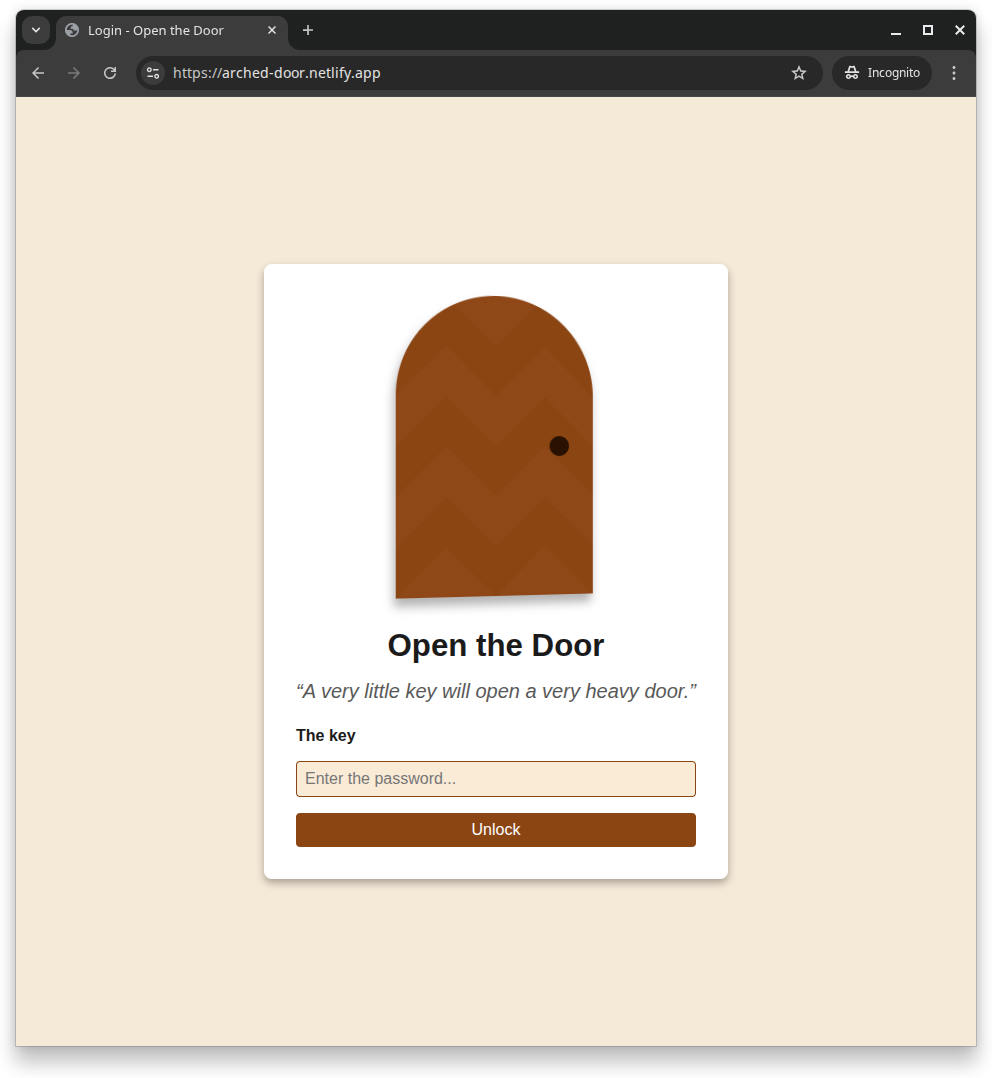 Login - Open the Door
https://arched-door.netlify.app
Incognito
Open the Door
“A very little key will open a very heavy door.”
The key
Enter the password...
Unlock